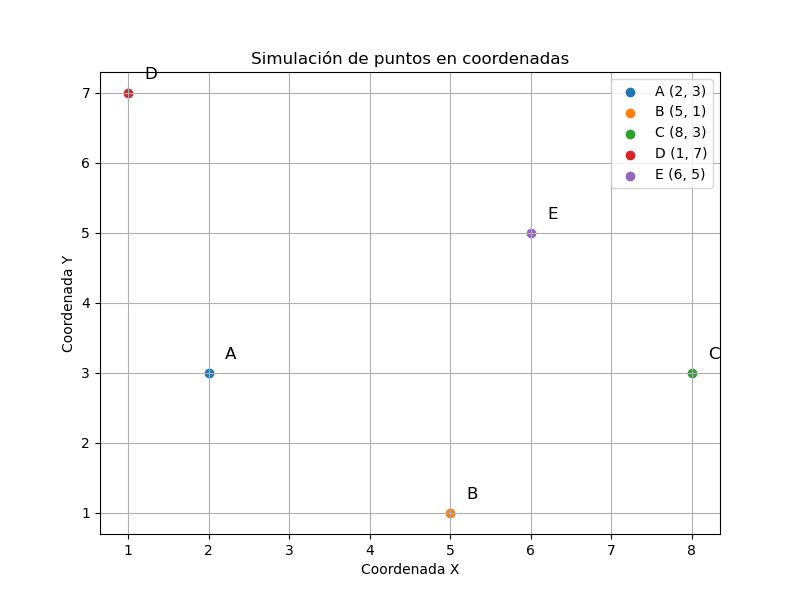 Simulación de puntos en coordenadas
D
7
A (2, 3)
B (5, 1)
C (8, 3)
D (1, 7)
E (6, 5)
6
E
5
4
Coordenada Y
A
C
3
2
B
1
1 2 3 4 5 6 7 8
Coordenada X